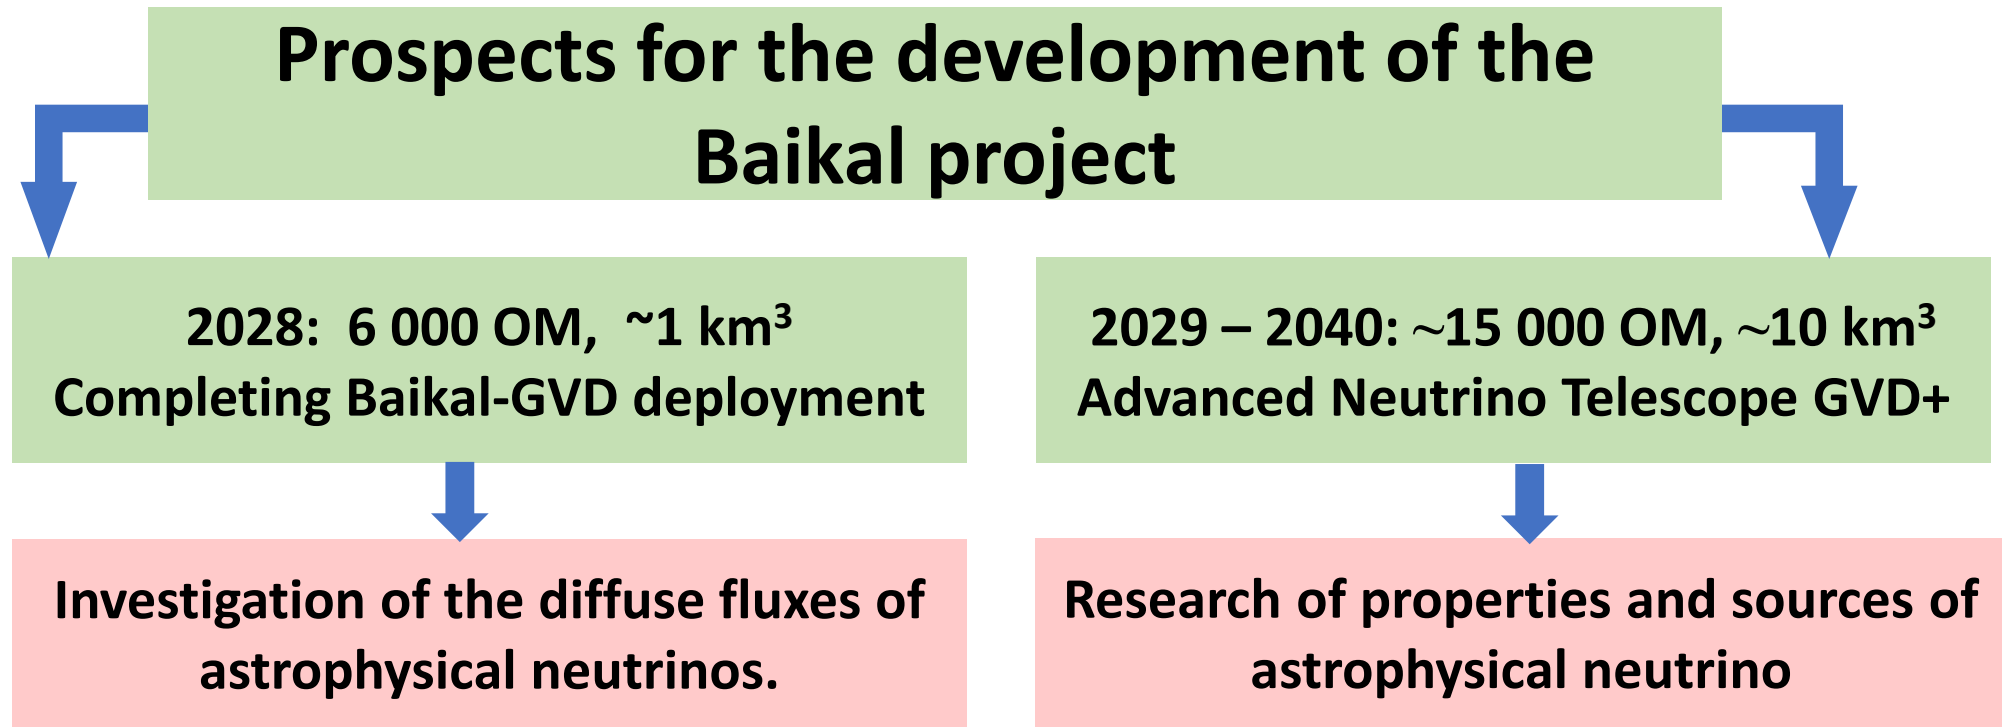 Prospects for the development of the
Baikal project
2028:  6 000 OM,  ~1 km³
Completing Baikal-GVD deployment
2029 – 2040: ~15 000 OM, ~10 km³
Advanced Neutrino Telescope GVD+
Investigation of the diffuse fluxes of
astrophysical neutrinos.
Research of properties and sources of
astrophysical neutrino